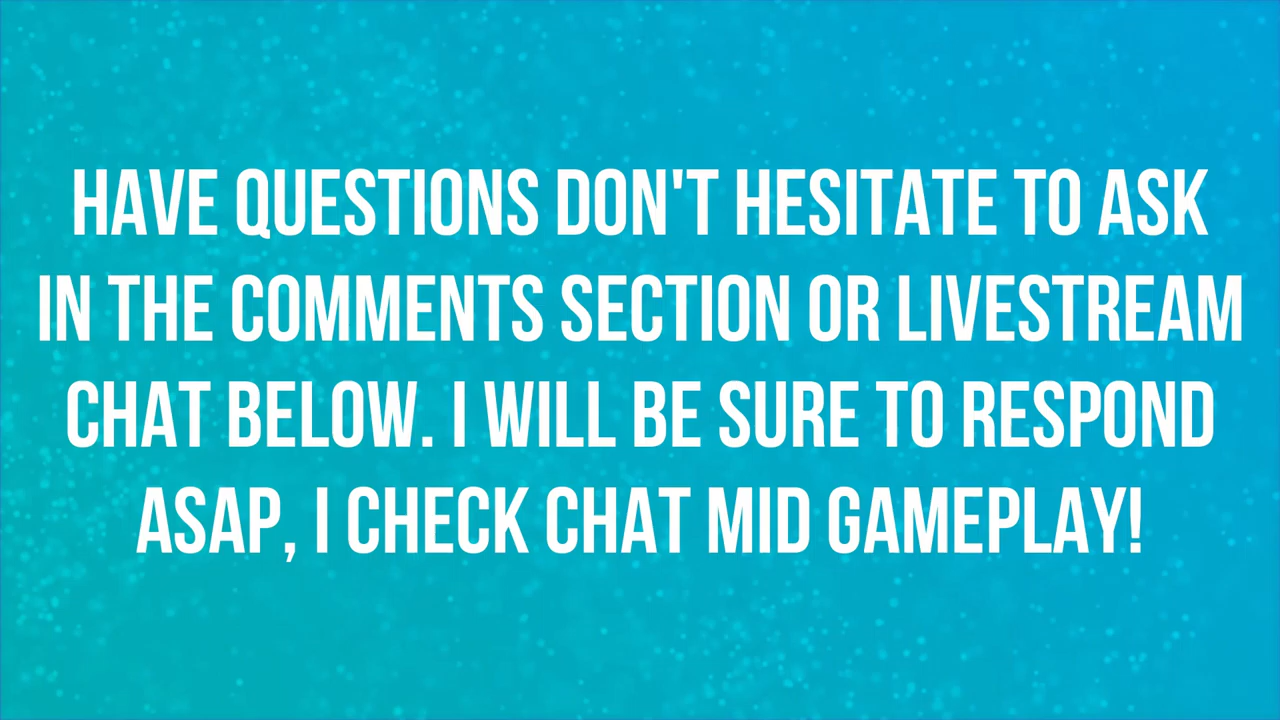 HAVE QUESTIONS DON'T HESITATE TO ASK
IN THE COMMENTS SECTION OR LIVESTREAM
CHAT BELOW. I WILL BE SURE TO RESPOND
ASAP, I CHECK CHAT MID GAMEPLAY!